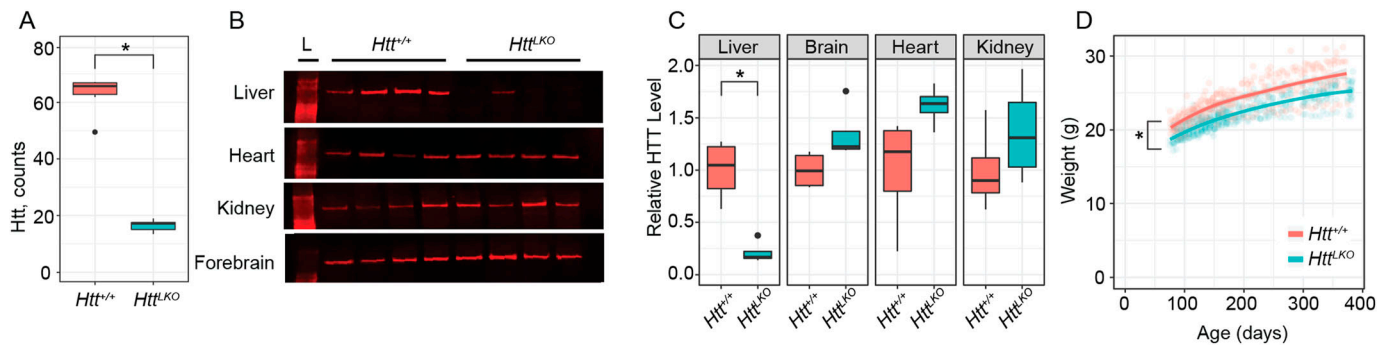 A
Htt, counts
80
60
40
20
0
*
Htt+/+
HttLKO
B
L
Htt+/+
HttLKO
Liver
Heart
Kidney
Forebrain
C
Relative HTT Level
Liver
Brain
Heart
Kidney
2.0
1.5
1.0
0.5
0.0
*
Htt+/+
HttLKO
Htt+/+
HttLKO
Htt+/+
HttLKO
Htt+/+
HttLKO
D
Weight (g)
30
20
10
0
*
Htt+/+
HttLKO
0
100
200
300
400
Age (days)